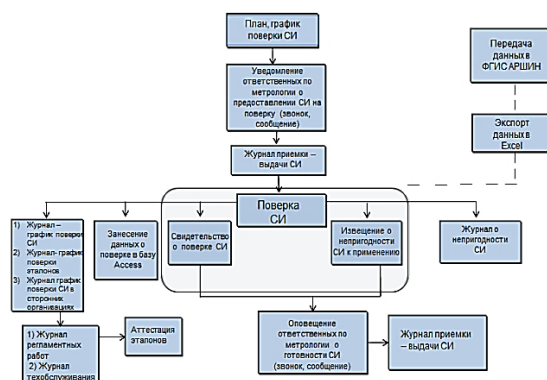 План, график
поверки СИ
Уведомление
ответственных по
метрологии о
предоставлении СИ на
поверку (звонок,
сообщение)
Журнал приемки –
выдачи СИ
Передача
данных в
ФГИС АРШИН
Экспорт
данных в
Excel
Поверка
СИ
1) Журнал –
график поверки
СИ
2) Журнал- график
поверки
эталонов
3) Журнал график
поверки СИ в
сторонник
организациях
Занесение
данных о
поверке в базу
Access
Свидетельство
о поверке СИ
Извещение о
непригодности
СИ к применению
Журнал о
непригодности
СИ
1) Журнал
регламентных
работ
2) Журнал
техобслуживания
Аттестация
эталонов
Оповещение
ответственных по
метрологии о
готовности СИ
(звонок, сообщение)
Журнал приемки
– выдачи СИ